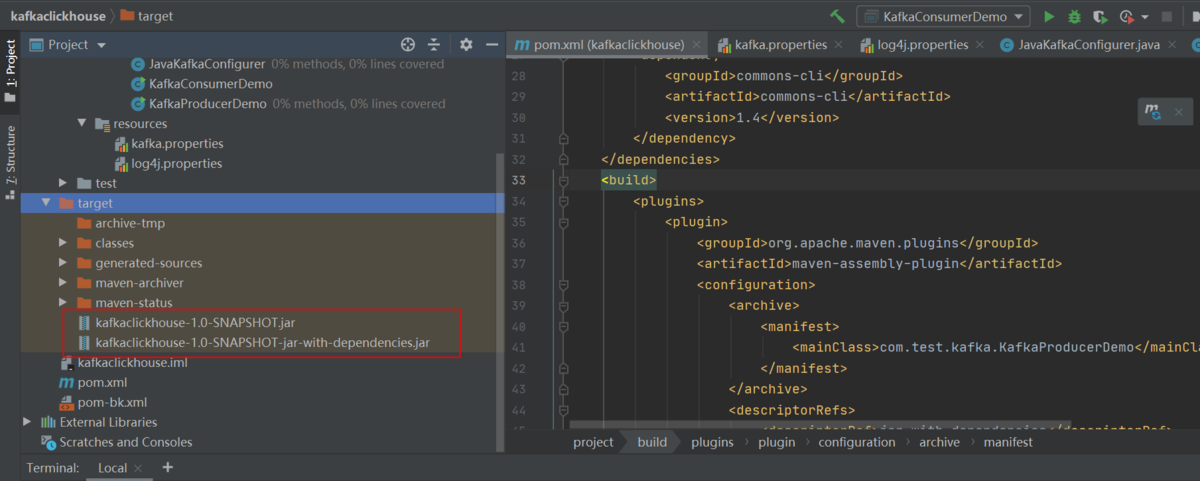 kafkaclickhouse target
KafkaConsumerDemo
1: Project
7: Structure
Project
JavaKafkaConfigurer 0% methods, 0% lines covered
KafkaConsumerDemo
KafkaProducerDemo 0% methods, 0% lines covered
resources
kafka.properties
log4j.properties
test
target
archive-tmp
classes
generated-sources
maven-archiver
maven-status
kafkaclickhouse-1.0-SNAPSHOT.jar
kafkaclickhouse-1.0-SNAPSHOT-jar-with-dependencies.jar
kafkaclickhouse.iml
pom.xml
pom-bk.xml
External Libraries
Scratches and Consoles
pom.xml (kafkaclickhouse) kafka.properties log4j.properties JavaKafkaConfigurer.java
28 <groupId>commons-cli</groupId>
29 <artifactId>commons-cli</artifactId>
30 <version>1.4</version>
31 </dependency>
32 </dependencies>
33 <build>
34 <plugins>
35 <plugin>
36 <groupId>org.apache.maven.plugins</groupId>
37 <artifactId>maven-assembly-plugin</artifactId>
38 <configuration>
39 <archive>
40 <manifest>
41 <mainClass>com.test.kafka.KafkaProducerDemo</mainCla
42 </manifest>
43 </archive>
44 <descriptorRefs>
project build plugins plugin configuration archive manifest
Terminal: Local +